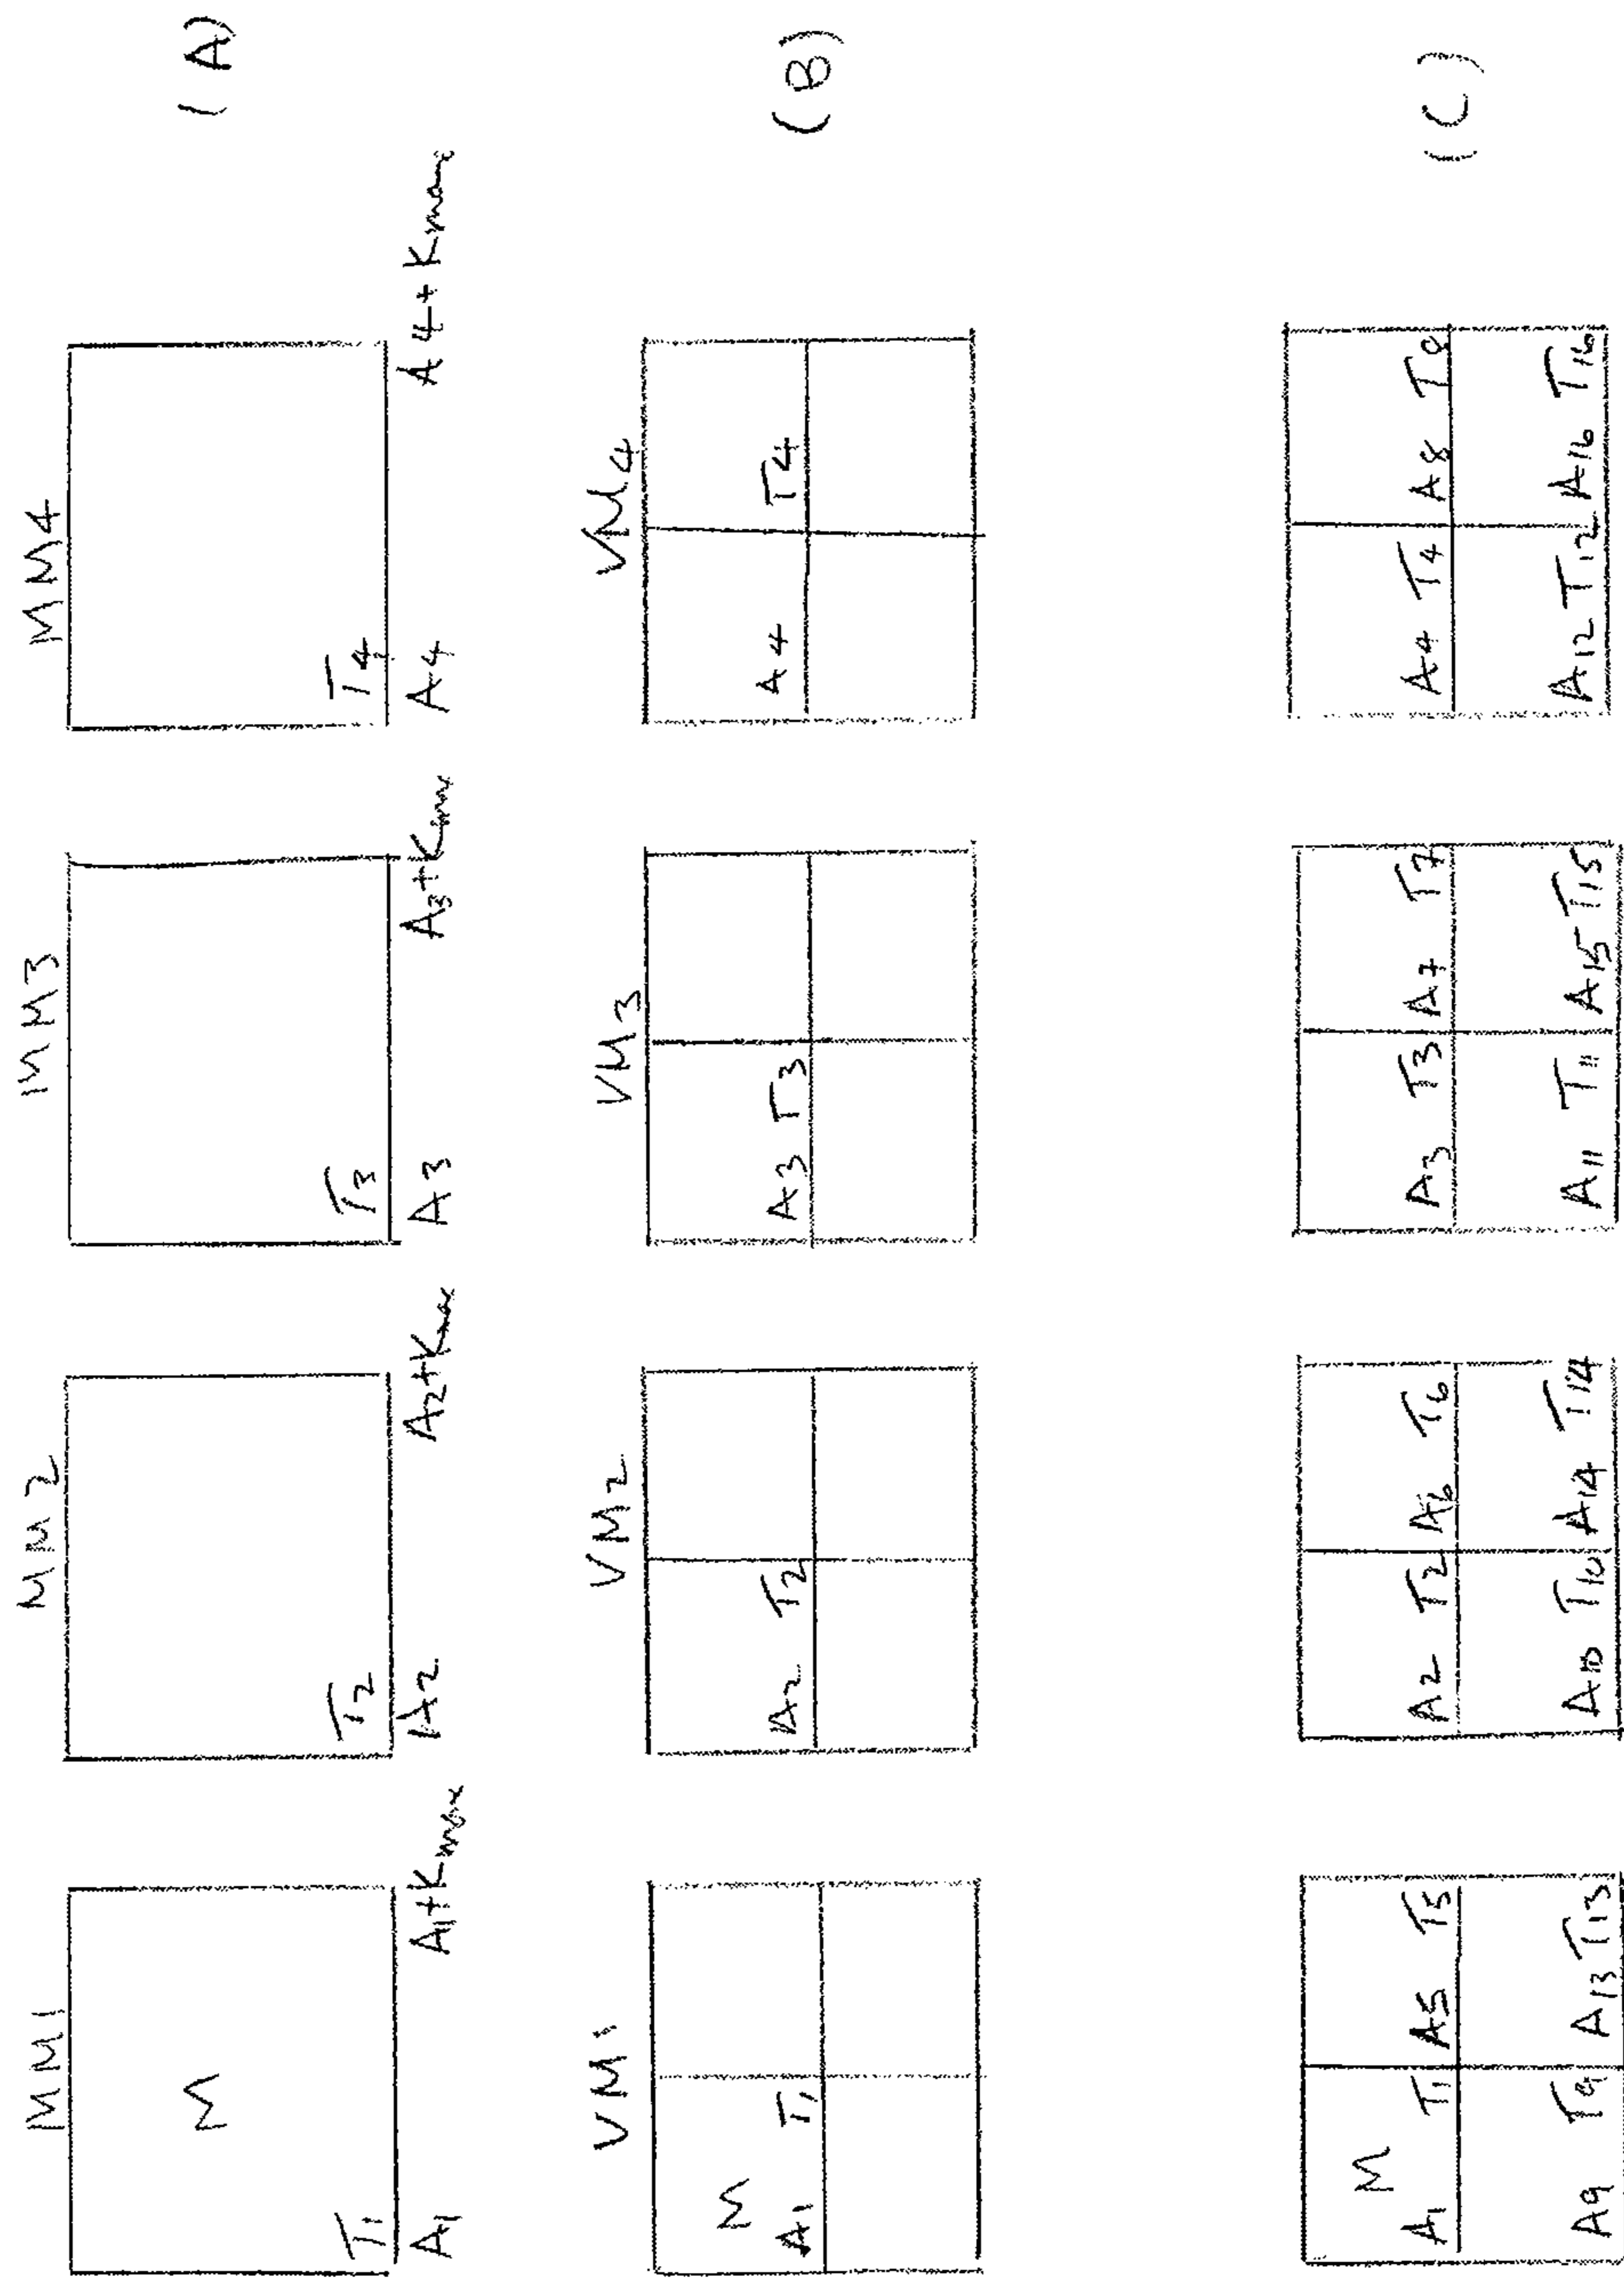 MM1 MM2 MM3 MM4
M (A)
T1 T2 T3 T4
A1 A1+Kmax A2 A2+Kmax A3 A3+Kmax A4 A4+Kmax
VM1 VM2 VM3 VM4
M (B)
A1 T1 A2 T2 A3 T3 A4 T4
M (C)
A1 T1 A5 T5 A2 T2 A6 T6 A3 T3 A7 T7 A4 T4 A8 T8
A9 T9 A13 T13 A10 T10 A14 T14 A11 T11 A15 T15 A12 T12 A16 T16